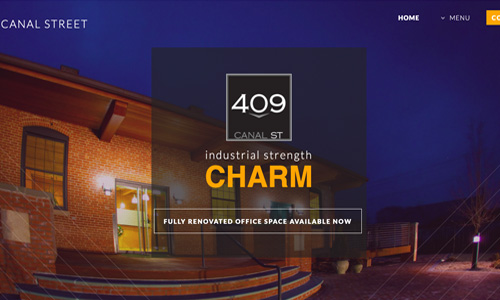 CANAL STREET
HOME
MENU
CO
409
CANAL ST
industrial strength
CHARM
FULLY RENOVATED OFFICE SPACE AVAILABLE NOW